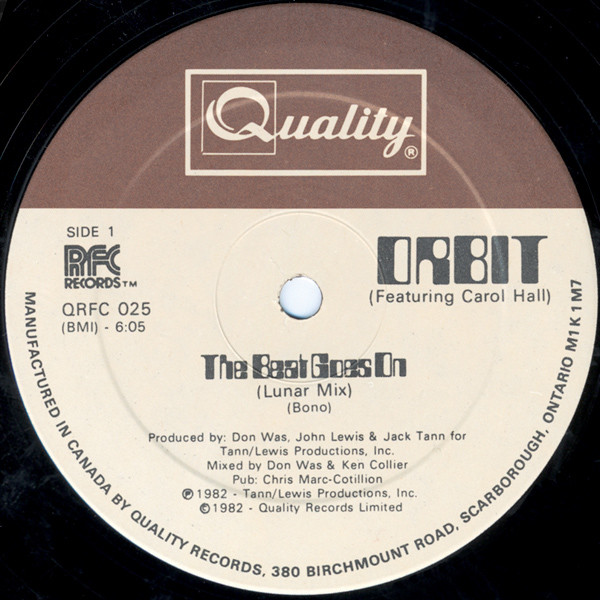 Quality®
SIDE 1
RFC
RECORDS™
QRFC 025
(BMI) - 6:05
ORBIT
(Featuring Carol Hall)
The Beat Goes On
(Lunar Mix)
(Bono)
Produced by: Don Was, John Lewis & Jack Tann for
Tann/Lewis Productions, Inc.
Mixed by Don Was & Ken Collier
Pub: Chris Marc-Cotillion
℗1982 - Tann/Lewis Productions, Inc.
©1982 - Quality Records Limited
MANUFACTURED IN CANADA BY QUALITY RECORDS, 380 BIRCHMOUNT ROAD, SCARBOROUGH, ONTARIO M1K 1M7